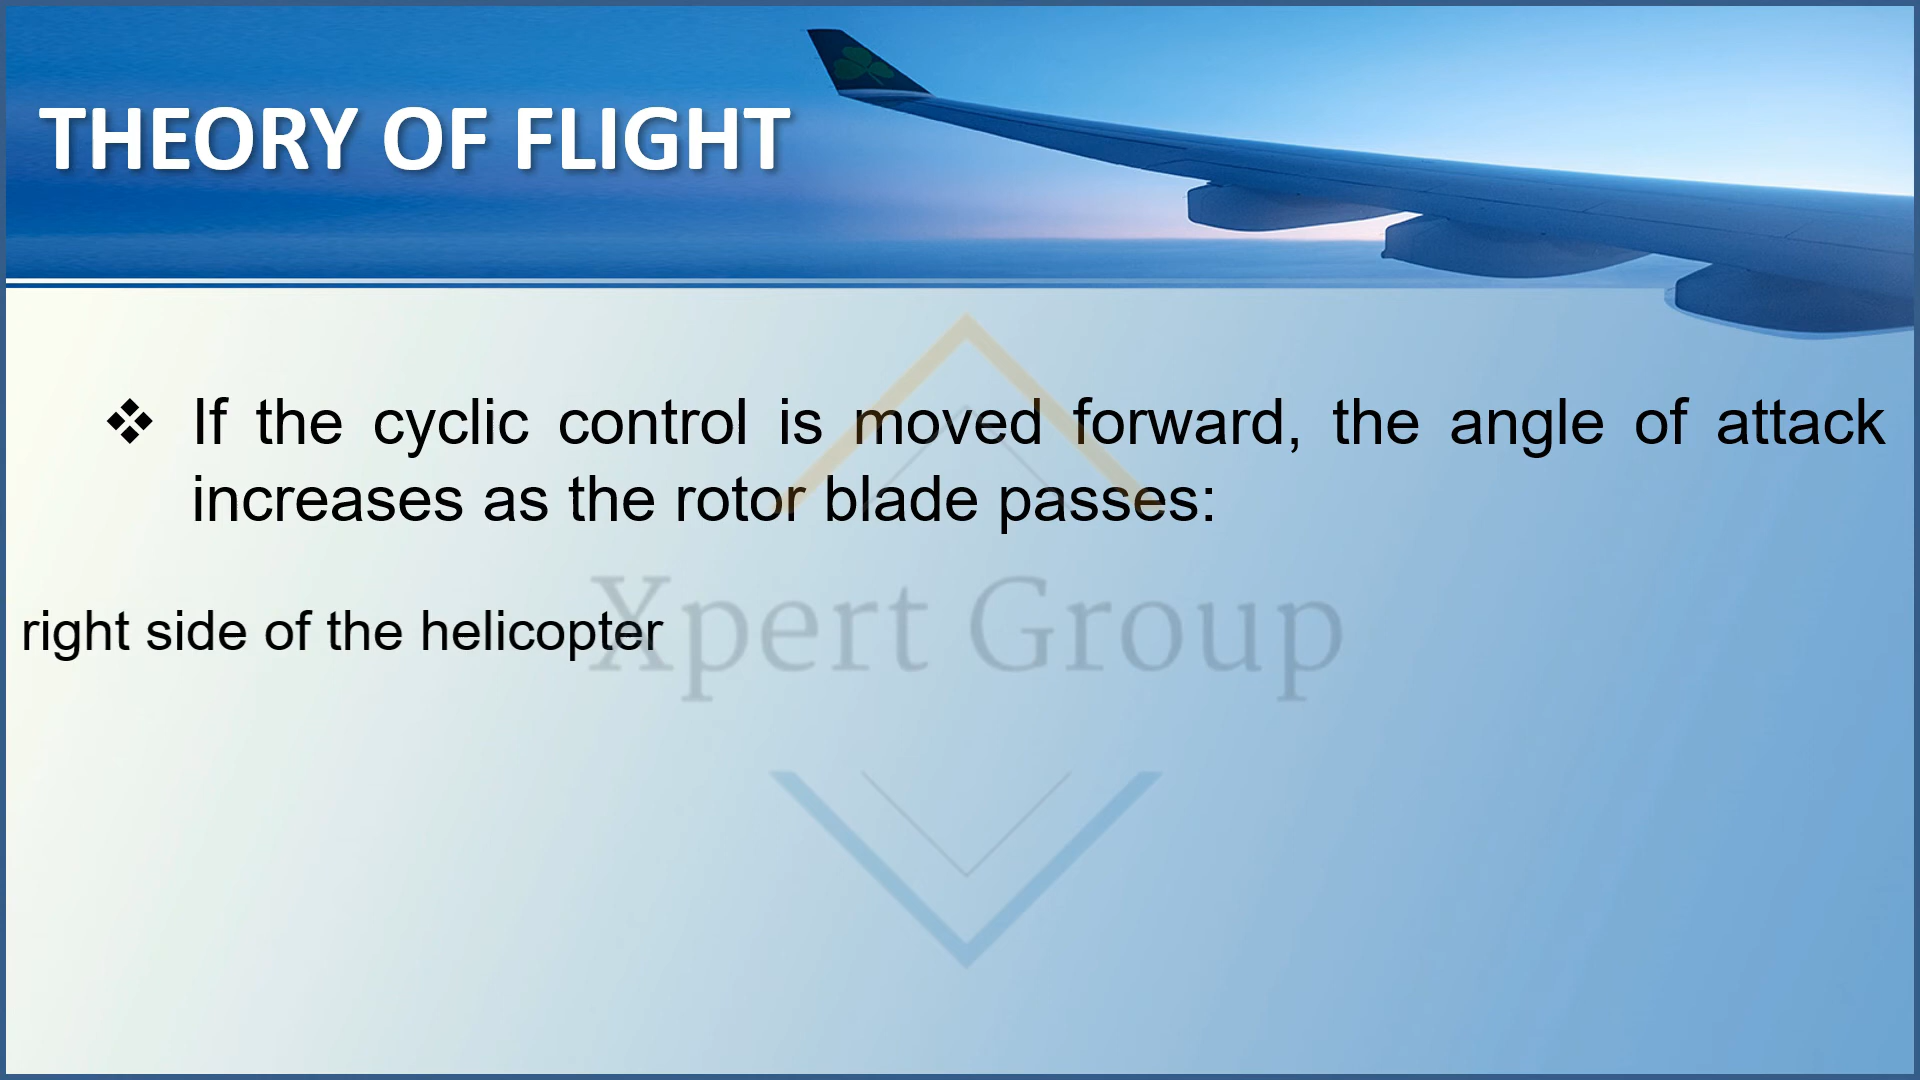 THEORY OF FLIGHT
❖ If the cyclic control is moved forward, the angle of attack
increases as the rotor blade passes:
right side of the helicopter
Xpert Group